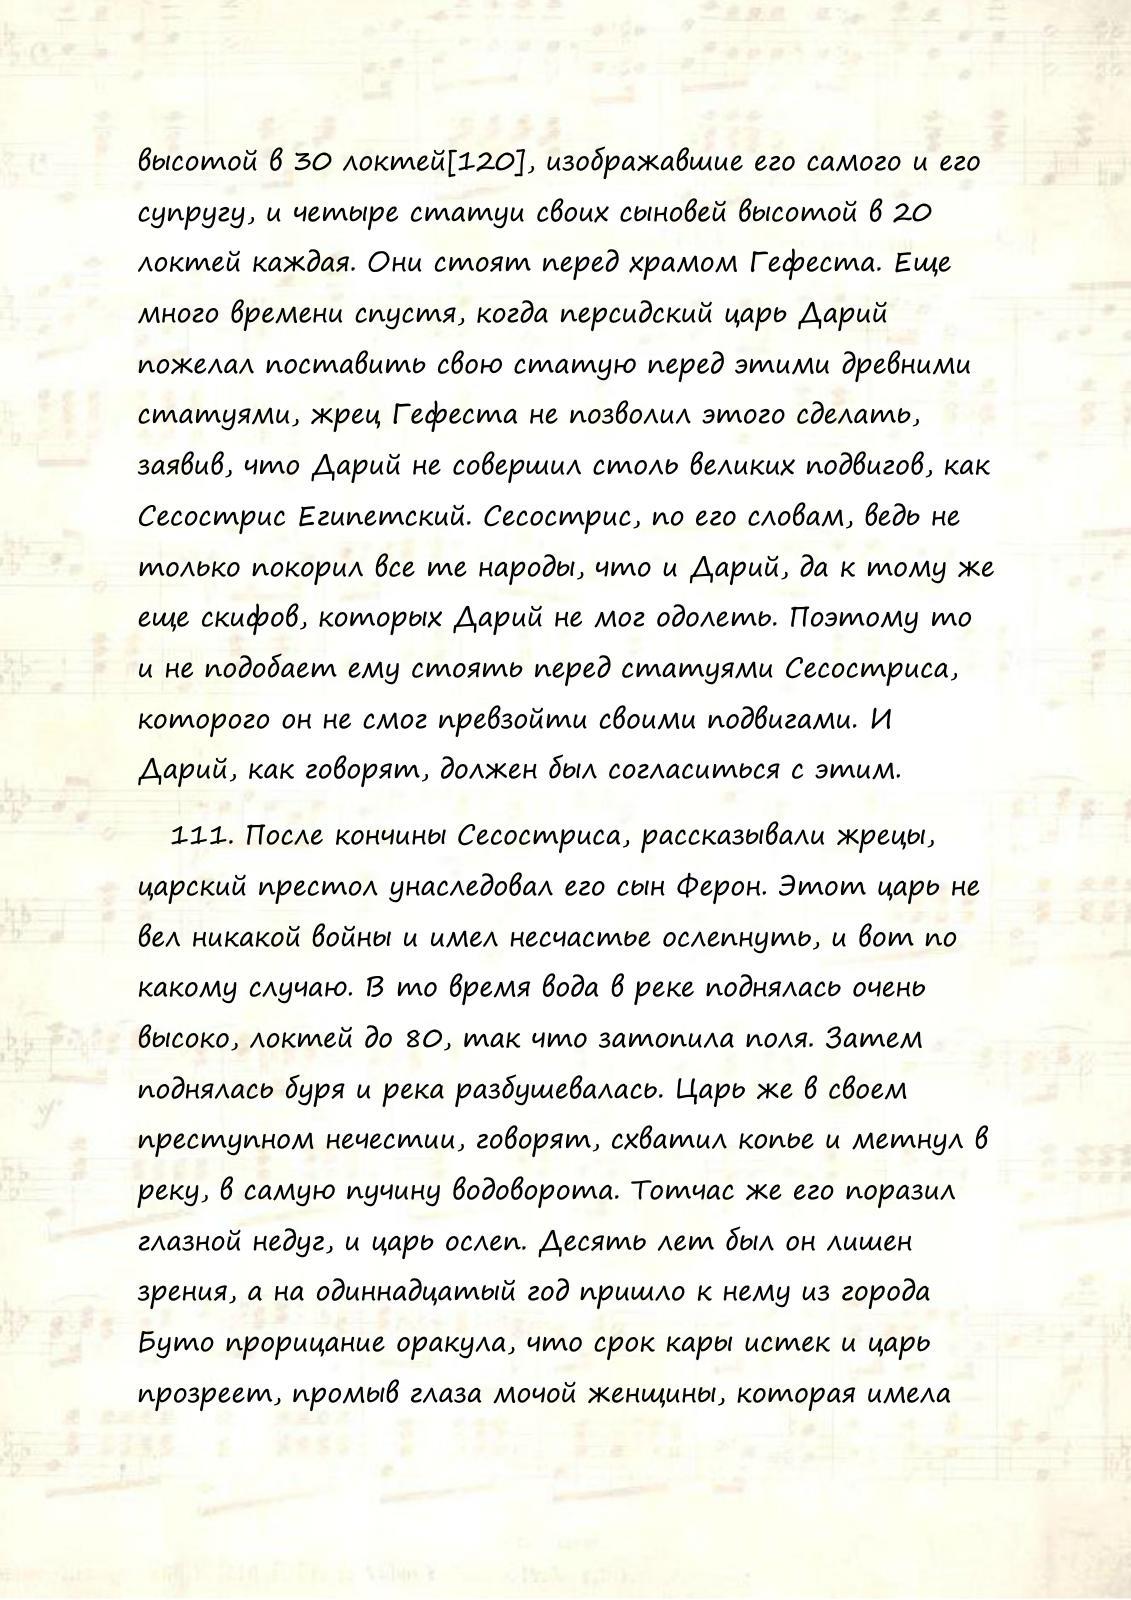 высотой в 30 локтей[120], изображавшие его самого и его
супругу, и четыре статуи своих сыновей высотой в 20
локтей каждая. Они стоят перед храмом Гефеста. Еще
много времени спустя, когда персидский царь Дарий
пожелал поставить свою статую перед этими древними
статуями, жрец Гефеста не позволил этого сделать,
заявив, что Дарий не совершил столь великих подвигов, как
Сесострис Египетский. Сесострис, по его словам, ведь не
только покорил все те народы, что и Дарий, да к тому же
еще скифов, которых Дарий не мог одолеть. Поэтому то
и не подобает ему стоять перед статуями Сесостриса,
которого он не смог превзойти своими подвигами. И
Дарий, как говорят, должен был согласиться с этим.
111. После кончины Сесостриса, рассказывали жрецы,
царский престол унаследовал его сын Ферон. Этот царь не
вел никакой войны и имел несчастье ослепнуть, и вот по
какому случаю. В то время вода в реке поднялась очень
высоко, локтей до 80, так что затопила поля. Затем
поднялась буря и река разбушевалась. Царь же в своем
преступном нечестии, говорят, схватил копье и метнул в
реку, в самую пучину водоворота. Тотчас же его поразил
глазной недуг, и царь ослеп. Десять лет был он лишен
зрения, а на одиннадцатый год пришло к нему из города
Буто прорицание оракула, что срок кары истек и царь
прозреет, промыв глаза мочой женщины, которая имела